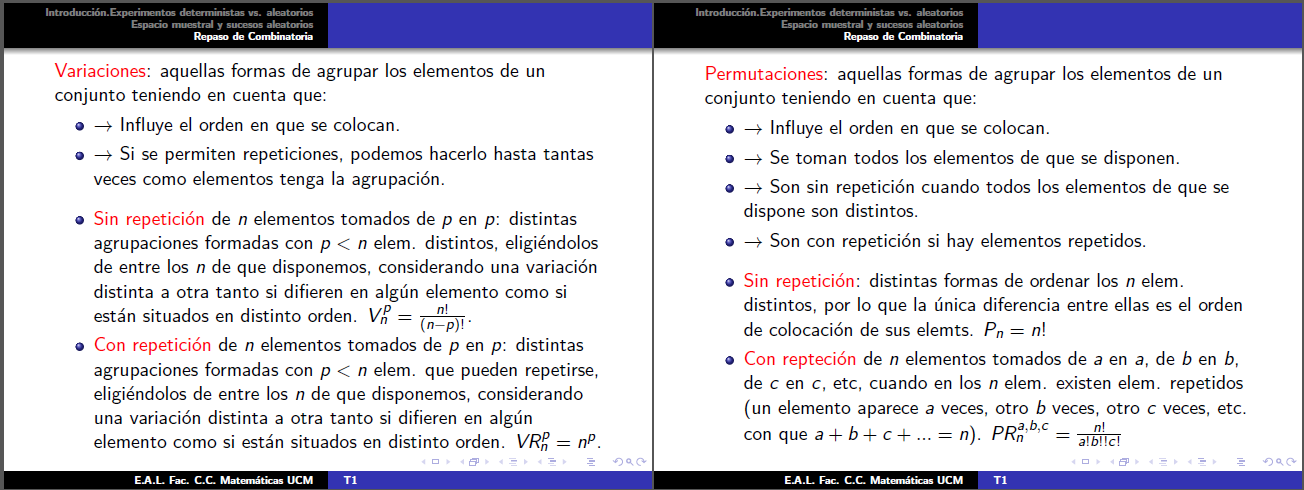 Introducción.Experimentos deterministas vs. aleatorios
Espacio muestral y sucesos aleatorios
Repaso de Combinatoria
Variaciones: aquellas formas de agrupar los elementos de un
conjunto teniendo en cuenta que:
→ Influye el orden en que se colocan.
→ Si se permiten repeticiones, podemos hacerlo hasta tantas
veces como elementos tenga la agrupación.
Sin repetición de n elementos tomados de p en p: distintas
agrupaciones formadas con p < n elem. distintos, eligiéndolos
de entre los n de que disponemos, considerando una variación
distinta a otra tanto si difieren en algún elemento como si
están situados en distinto orden. V_n^p = n!/(n−p)!.
Con repetición de n elementos tomados de p en p: distintas
agrupaciones formadas con p < n elem. que pueden repetirse,
eligiéndolos de entre los n de que disponemos, considerando
una variación distinta a otra tanto si difieren en algún
elemento como si están situados en distinto orden. VR_n^p = n^p.
E.A.L. Fac. C.C. Matemáticas UCM T1
Introducción.Experimentos deterministas vs. aleatorios
Espacio muestral y sucesos aleatorios
Repaso de Combinatoria
Permutaciones: aquellas formas de agrupar los elementos de un
conjunto teniendo en cuenta que:
→ Influye el orden en que se colocan.
→ Se toman todos los elementos de que se disponen.
→ Son sin repetición cuando todos los elementos de que se
dispone son distintos.
→ Son con repetición si hay elementos repetidos.
Sin repetición: distintas formas de ordenar los n elem.
distintos, por lo que la única diferencia entre ellas es el orden
de colocación de sus elemts. P_n = n!
Con repteción de n elementos tomados de a en a, de b en b,
de c en c, etc, cuando en los n elem. existen elem. repetidos
(un elemento aparece a veces, otro b veces, otro c veces, etc.
con que a + b + c + ... = n). PR_n^{a,b,c} = n!/a!b!!c!
E.A.L. Fac. C.C. Matemáticas UCM T1